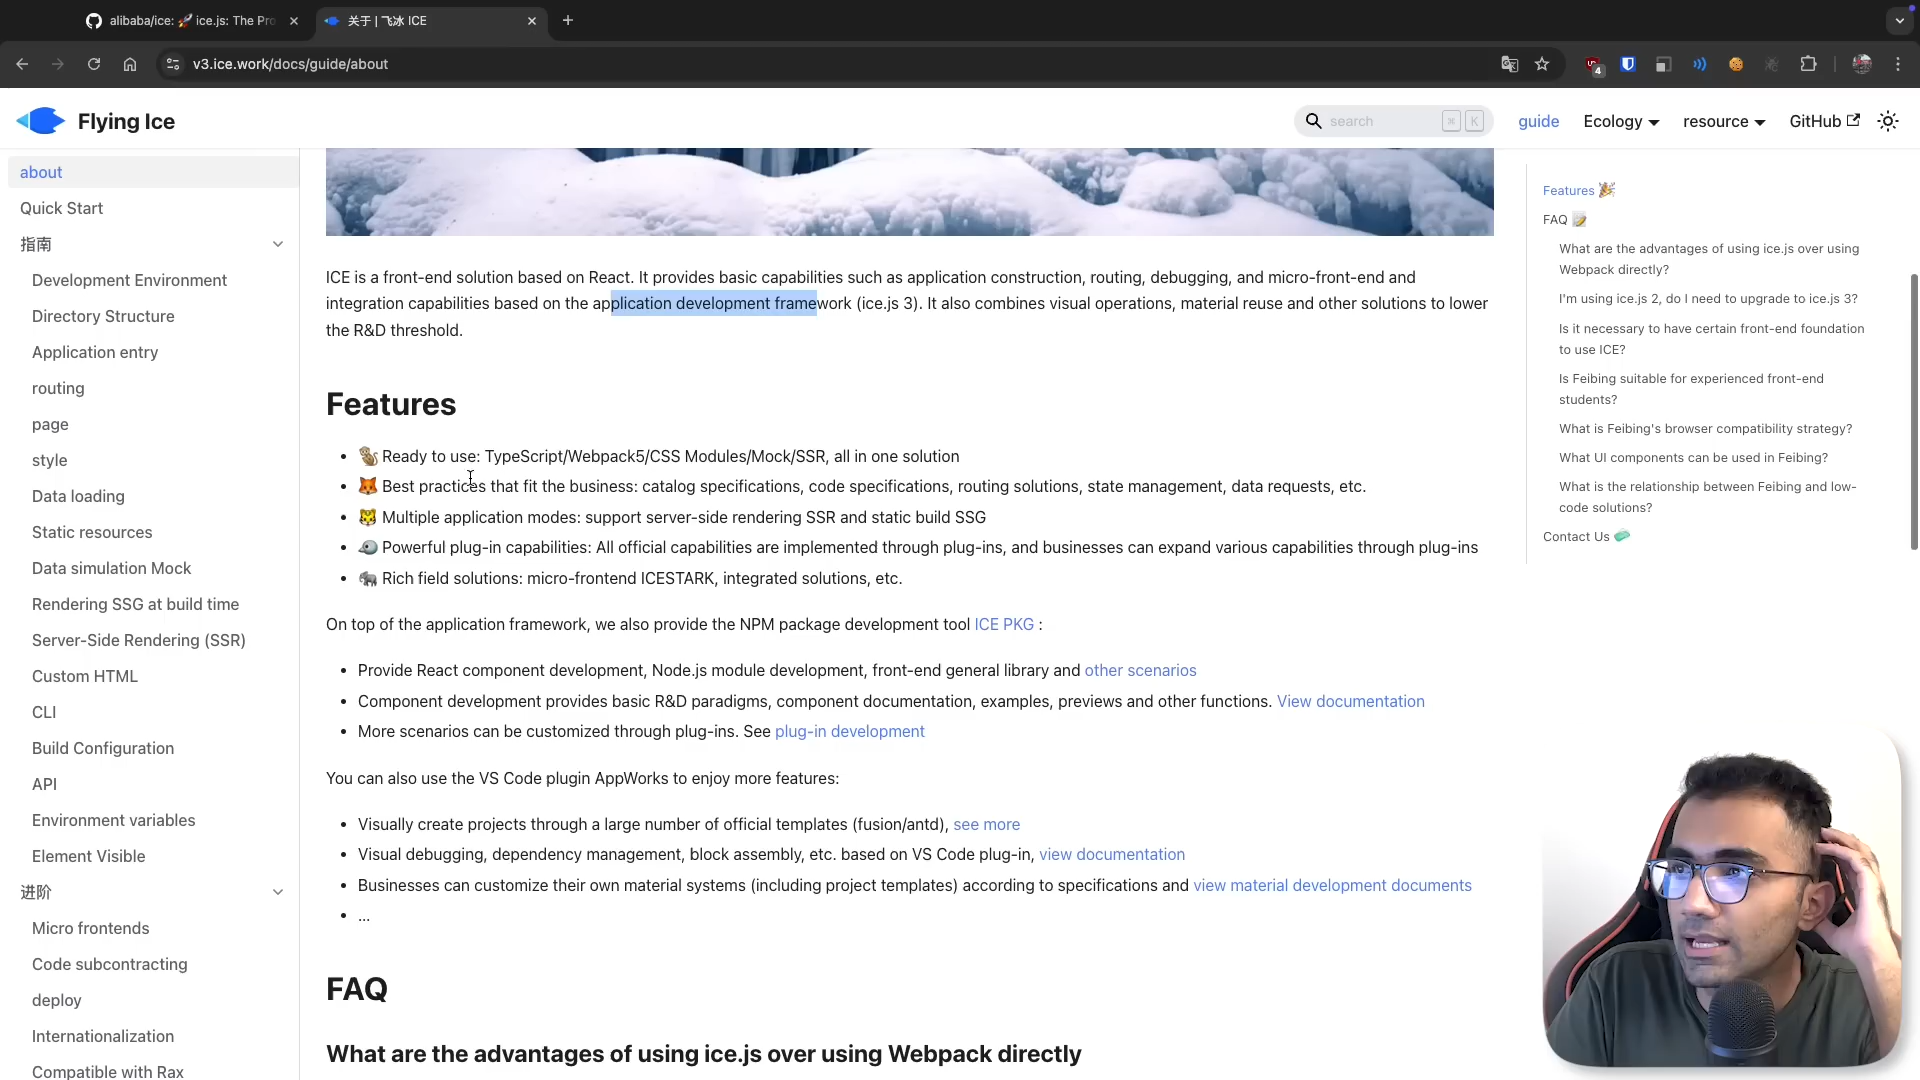 alibaba/ice: 🚀 ice.js: The Pro
关于 | 飞冰 ICE
v3.ice.work/docs/guide/about
4
Flying Ice
search
⌘ K
guide
Ecology
resource
GitHub
about
Quick Start
指南
Development Environment
Directory Structure
Application entry
routing
page
style
Data loading
Static resources
Data simulation Mock
Rendering SSG at build time
Server-Side Rendering (SSR)
Custom HTML
CLI
Build Configuration
API
Environment variables
Element Visible
进阶
Micro frontends
Code subcontracting
deploy
Internationalization
Compatible with Rax
ICE is a front-end solution based on React. It provides basic capabilities such as application construction, routing, debugging, and micro-front-end and
integration capabilities based on the application development framework (ice.js 3). It also combines visual operations, material reuse and other solutions to lower
the R&D threshold.
Features
• 🐒 Ready to use: TypeScript/Webpack5/CSS Modules/Mock/SSR, all in one solution
• 🦊 Best practices that fit the business: catalog specifications, code specifications, routing solutions, state management, data requests, etc.
• 🐯 Multiple application modes: support server-side rendering SSR and static build SSG
• 🐨 Powerful plug-in capabilities: All official capabilities are implemented through plug-ins, and businesses can expand various capabilities through plug-ins
• 🐘 Rich field solutions: micro-frontend ICESTARK, integrated solutions, etc.
On top of the application framework, we also provide the NPM package development tool ICE PKG :
• Provide React component development, Node.js module development, front-end general library and other scenarios
• Component development provides basic R&D paradigms, component documentation, examples, previews and other functions. View documentation
• More scenarios can be customized through plug-ins. See plug-in development
You can also use the VS Code plugin AppWorks to enjoy more features:
• Visually create projects through a large number of official templates (fusion/antd), see more
• Visual debugging, dependency management, block assembly, etc. based on VS Code plug-in, view documentation
• Businesses can customize their own material systems (including project templates) according to specifications and view material development documents
• ...
FAQ
What are the advantages of using ice.js over using Webpack directly
Features 🎉
FAQ 📝
What are the advantages of using ice.js over using
Webpack directly?
I'm using ice.js 2, do I need to upgrade to ice.js 3?
Is it necessary to have certain front-end foundation
to use ICE?
Is Feibing suitable for experienced front-end
students?
What is Feibing's browser compatibility strategy?
What UI components can be used in Feibing?
What is the relationship between Feibing and low-
code solutions?
Contact Us 🧼